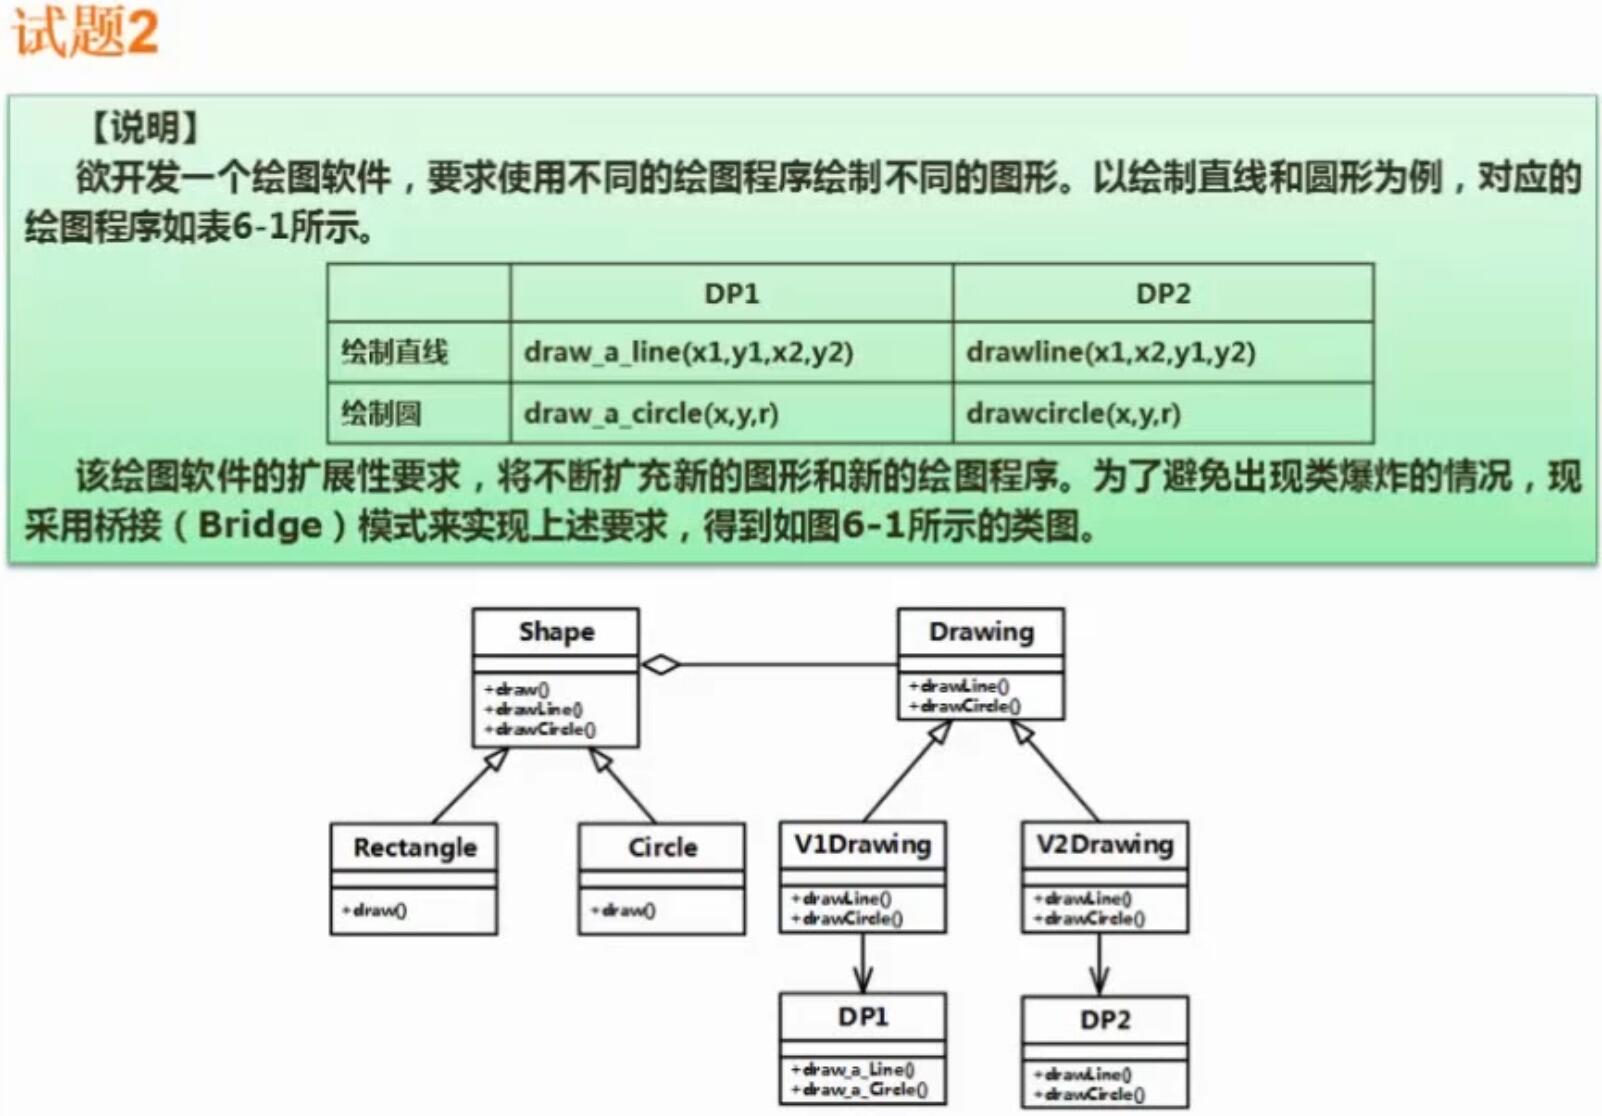 试题2
【说明】
欲开发一个绘图软件，要求使用不同的绘图程序绘制不同的图形。以绘制直线和圆形为例，对应的
绘图程序如表6-1所示。
DP1 DP2
绘制直线 draw_a_line(x1,y1,x2,y2) drawline(x1,x2,y1,y2)
绘制圆 draw_a_circle(x,y,r) drawcircle(x,y,r)
该绘图软件的扩展性要求，将不断扩充新的图形和新的绘图程序。为了避免出现类爆炸的情况，现
采用桥接（Bridge）模式来实现上述要求，得到如图6-1所示的类图。
Shape
+draw()
+drawLine()
+drawCircle()
Drawing
+drawLine()
+drawCircle()
Rectangle
+draw()
Circle
+draw()
V1Drawing
+drawLine()
+drawCircle()
V2Drawing
+drawLine()
+drawCircle()
DP1
+draw_a_Line()
+draw_a_Circle()
DP2
+drawLine()
+drawCircle()